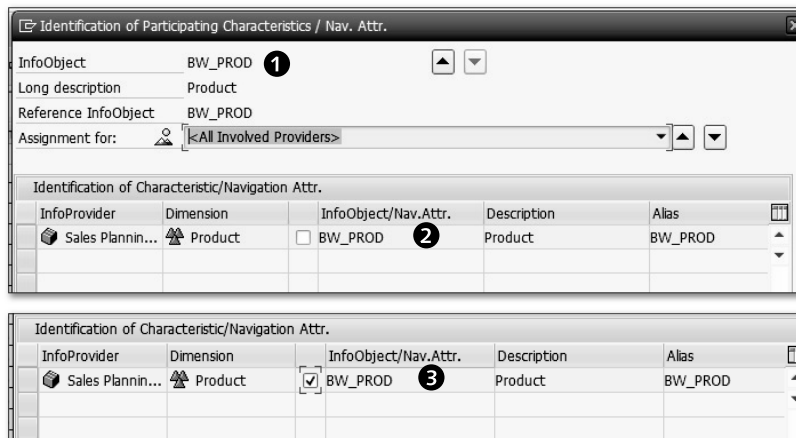 Identification of Participating Characteristics / Nav. Attr.
InfoObject BW_PROD 1
Long description Product
Reference InfoObject BW_PROD
Assignment for: <All Involved Providers>
Identification of Characteristic/Navigation Attr.
InfoProvider Dimension InfoObject/Nav.Attr. Description Alias
Sales Plannin... Product BW_PROD 2 Product BW_PROD
Identification of Characteristic/Navigation Attr.
InfoProvider Dimension InfoObject/Nav.Attr. Description Alias
Sales Plannin... Product BW_PROD 3 Product BW_PROD